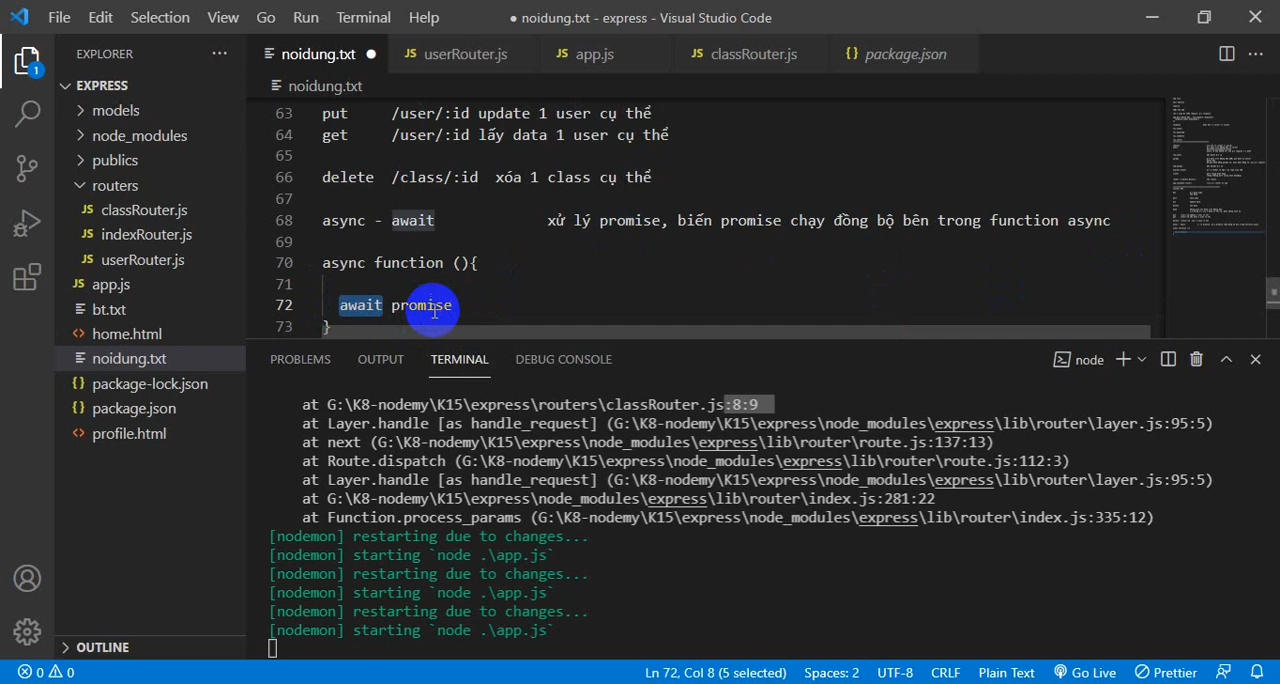 File Edit Selection View Go Run Terminal Help
● noidung.txt - express - Visual Studio Code
EXPLORER
noidung.txt
JS userRouter.js
JS app.js
JS classRouter.js
{} package.json
1
EXPRESS
noidung.txt
models
node_modules
publics
routers
JS classRouter.js
JS indexRouter.js
JS userRouter.js
JS app.js
bt.txt
home.html
noidung.txt
{} package-lock.json
{} package.json
profile.html
OUTLINE
63 put /user/:id update 1 user cụ thể
64 get /user/:id lấy data 1 user cụ thể
65
66 delete /class/:id xóa 1 class cụ thể
67
68 async - await xử lý promise, biến promise chạy đồng bộ bên trong function async
69
70 async function (){
71
72 await promise
73 }
PROBLEMS OUTPUT TERMINAL DEBUG CONSOLE
node
at G:\K8-nodemy\K15\express\routers\classRouter.js:8:9
at Layer.handle [as handle_request] (G:\K8-nodemy\K15\express\node_modules\express\lib\router\layer.js:95:5)
at next (G:\K8-nodemy\K15\express\node_modules\express\lib\router\route.js:137:13)
at Route.dispatch (G:\K8-nodemy\K15\express\node_modules\express\lib\router\route.js:112:3)
at Layer.handle [as handle_request] (G:\K8-nodemy\K15\express\node_modules\express\lib\router\layer.js:95:5)
at G:\K8-nodemy\K15\express\node_modules\express\lib\router\index.js:281:22
at Function.process_params (G:\K8-nodemy\K15\express\node_modules\express\lib\router\index.js:335:12)
[nodemon] restarting due to changes...
[nodemon] starting `node .\app.js`
[nodemon] restarting due to changes...
[nodemon] starting `node .\app.js`
[nodemon] restarting due to changes...
[nodemon] starting `node .\app.js`
0 0
Ln 72, Col 8 (5 selected)
Spaces: 2
UTF-8
CRLF
Plain Text
Go Live
Prettier